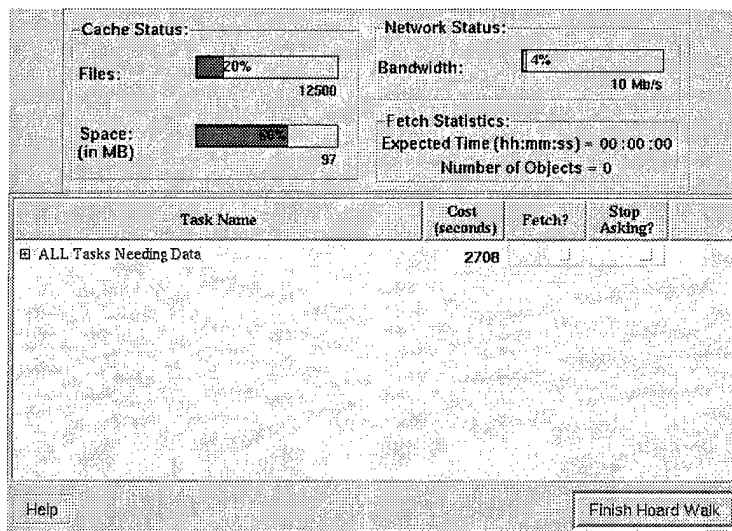 Cache Status:
Files:
20%
12500
Space:
(in MB)
66%
97
Network Status:
Bandwidth:
4%
10 Mb/s
Fetch Statistics:
Expected Time (hh:mm:ss) = 00:00:00
Number of Objects = 0
Task Name
Cost
(seconds)
Fetch?
Stop
Asking?
ALL Tasks Needing Data
2708
Help
Finish Hoard Walk